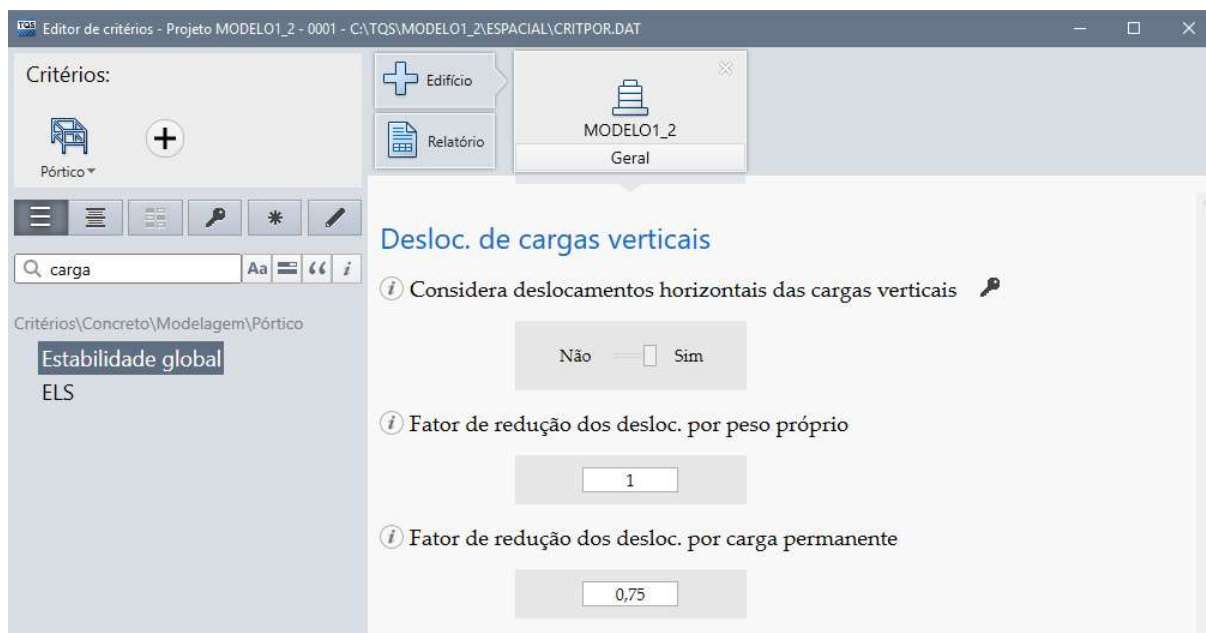 TQS Editor de critérios - Projeto MODELO1_2 - 0001 - C:\TQS\MODELO1_2\ESPACIAL\CRITPOR.DAT
Critérios:
Pórtico
Edifício
Relatório
MODELO1_2
Geral
carga
Aa
i
Critérios\Concreto\Modelagem\Pórtico
Estabilidade global
ELS
Desloc. de cargas verticais
i Considera deslocamentos horizontais das cargas verticais
Não Sim
i Fator de redução dos desloc. por peso próprio
1
i Fator de redução dos desloc. por carga permanente
0,75